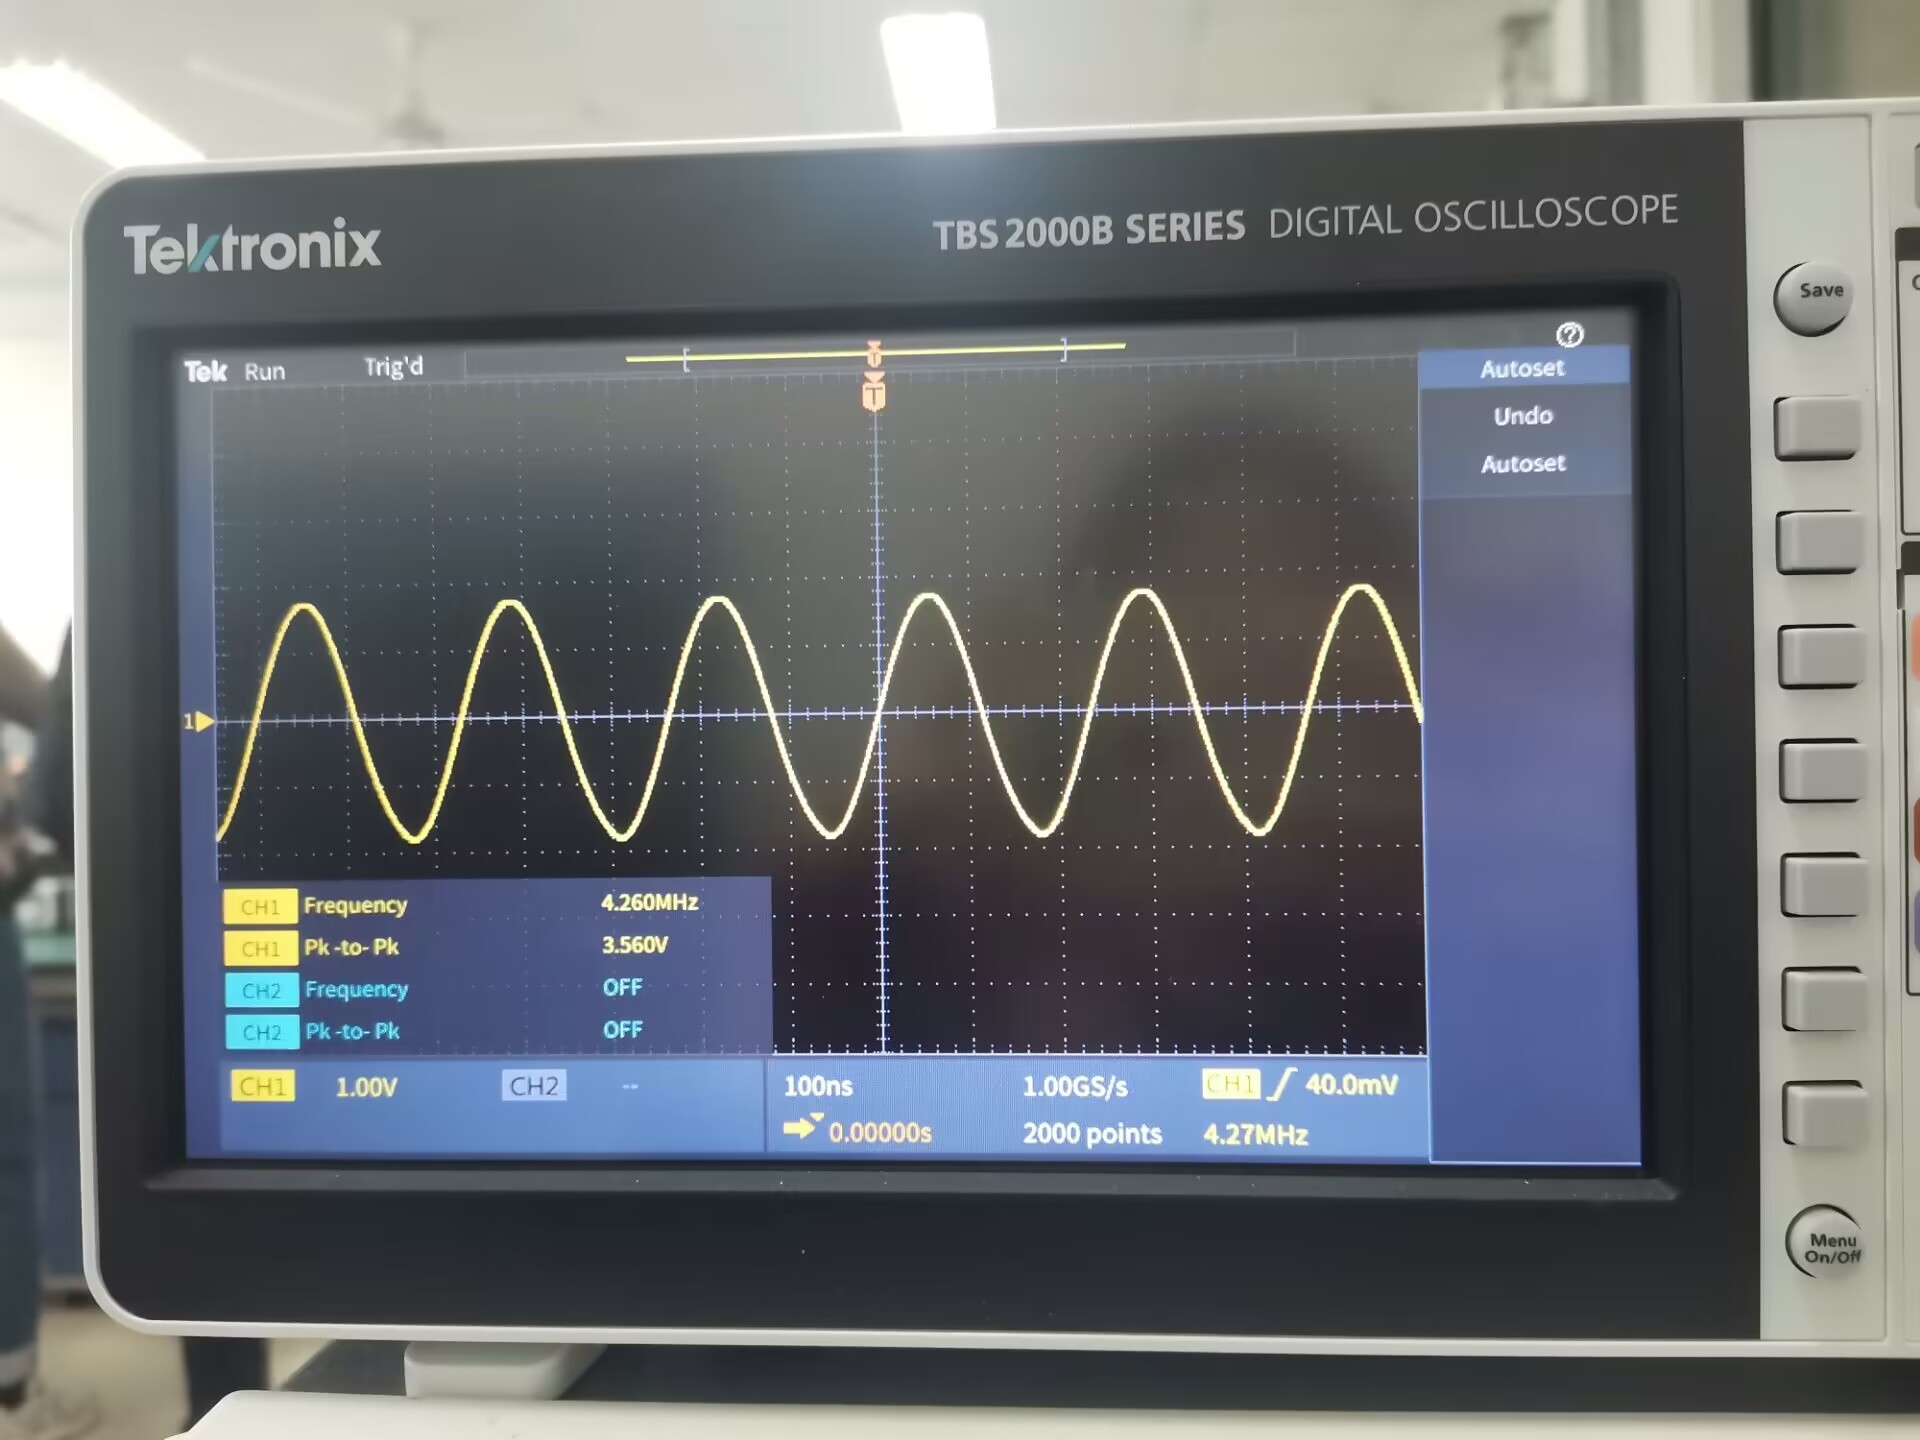 Tektronix
TBS 2000B SERIES DIGITAL OSCILLOSCOPE
Save
Tek Run Trig'd
T
T
Autoset
Undo
Autoset
1
CH1 Frequency 4.260MHz
CH1 Pk-to-Pk 3.560V
CH2 Frequency OFF
CH2 Pk-to-Pk OFF
CH1 1.00V CH2 -- 100ns 1.00GS/s CH1 40.0mV
0.00000s 2000 points 4.27MHz
Menu
On/Off